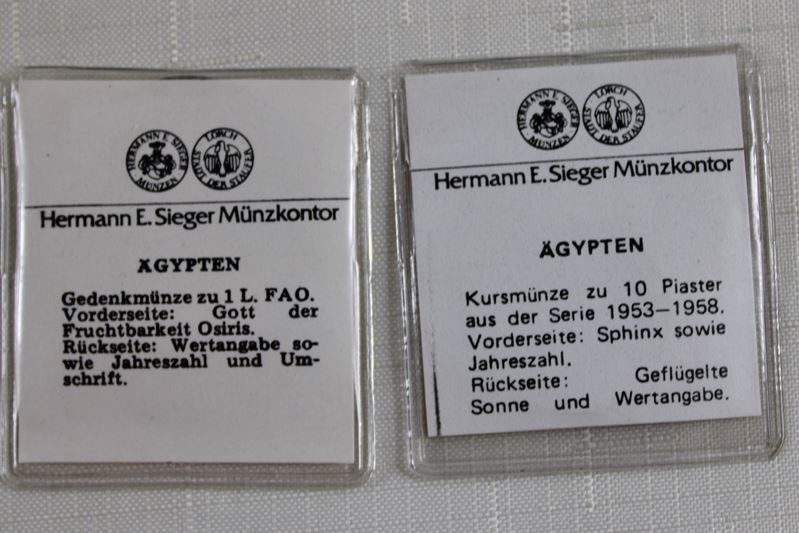 HERMANN E. SIEGER
MÜNZEN
LORCH
STADT DER STAUFER
Hermann E. Sieger Münzkontor
ÄGYPTEN
Gedenkmünze zu 1 L. FAO.
Vorderseite: Gott der
Fruchtbarkeit Osiris.
Rückseite: Wertangabe so-
wie Jahreszahl und Um-
schrift.
HERMANN E. SIEGER
MÜNZEN
LORCH
STADT DER STAUFER
Hermann E. Sieger Münzkontor
ÄGYPTEN
Kursmünze zu 10 Piaster
aus der Serie 1953–1958.
Vorderseite: Sphinx sowie
Jahreszahl.
Rückseite: Geflügelte
Sonne und Wertangabe.